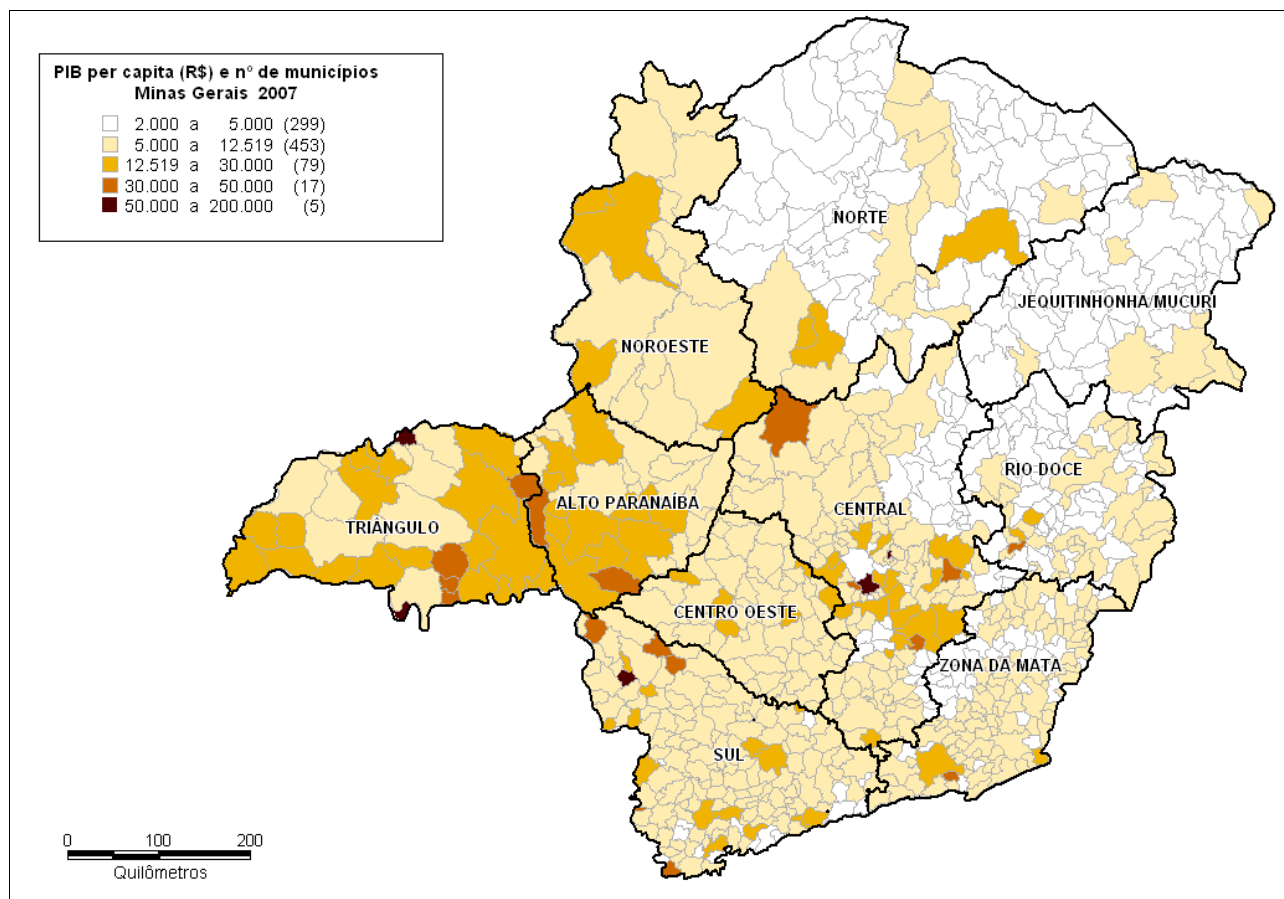 PIB per capita (R$) e nº de municípios
Minas Gerais 2007
2.000 a 5.000 (299)
5.000 a 12.519 (453)
12.519 a 30.000 (79)
30.000 a 50.000 (17)
50.000 a 200.000 (5)
NORTE
JEQUITINHONHA/MUCURI
NOROESTE
RIO DOCE
ALTO PARANAÍBA
CENTRAL
TRIÂNGULO
CENTRO OESTE
ZONA DA MATA
SUL
0 100 200
Quilômetros